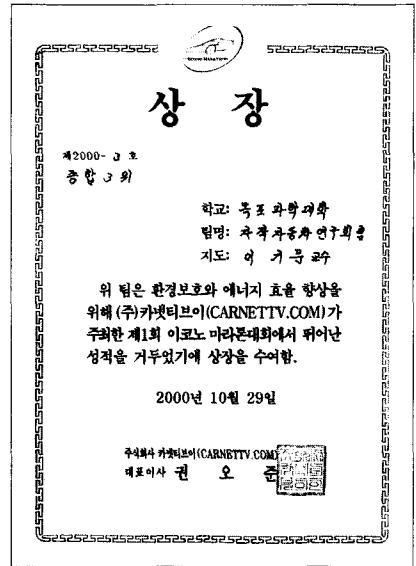 상 장
제2000- 3 호
종합 3 위
학교: 목포과학대학
팀명: 자작자동차연구회
지도: 이 기 문 교수
위 팀은 환경보호와 에너지 효율 향상을
위해 (주)카넷티브이(CARNETTV.COM)가
주최한 제1회 이코노 마라톤대회에서 뛰어난
성적을 거두었기에 상장을 수여함.
2000년 10월 29일
주식회사 카넷티브이(CARNETTV.COM)
대표이사 권 오 준